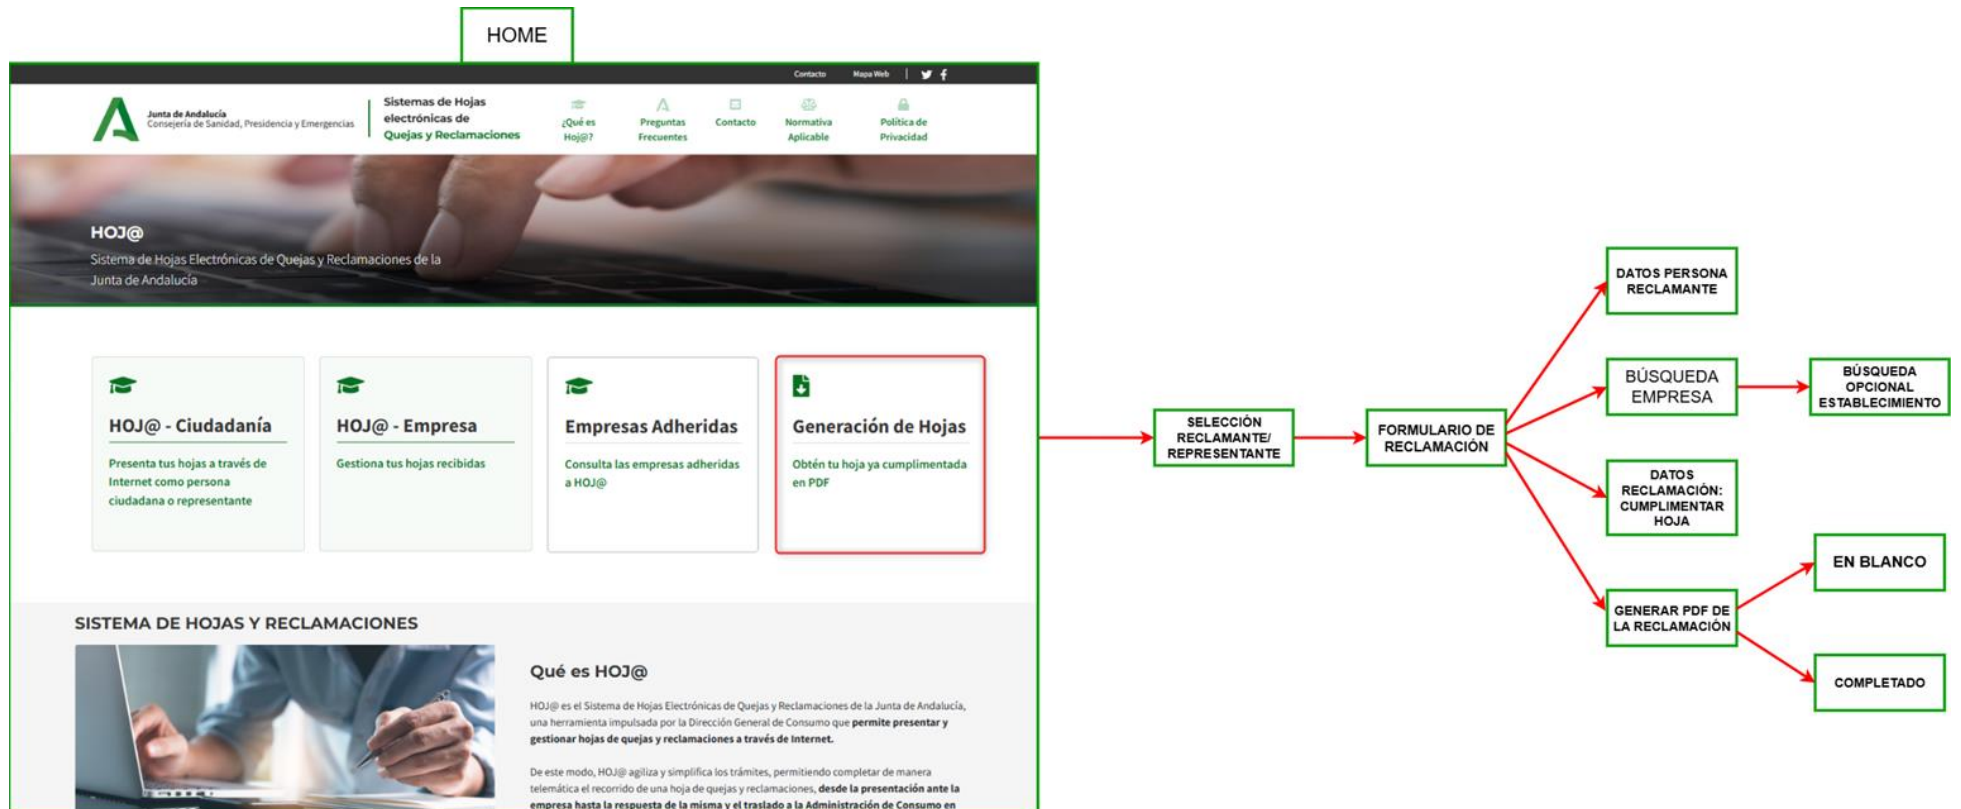 HOME
Contacto
Mapa Web
Junta de Andalucía
Consejería de Sanidad, Presidencia y Emergencias
Sistemas de Hojas
electrónicas de
Quejas y Reclamaciones
¿Qué es
Hoj@?
Preguntas
Frecuentes
Contacto
Normativa
Aplicable
Política de
Privacidad
HOJ@
Sistema de Hojas Electrónicas de Quejas y Reclamaciones de la
Junta de Andalucía
HOJ@ - Ciudadanía
Presenta tus hojas a través de
Internet como persona
ciudadana o representante
HOJ@ - Empresa
Gestiona tus hojas recibidas
Empresas Adheridas
Consulta las empresas adheridas
a HOJ@
Generación de Hojas
Obtén tu hoja ya cumplimentada
en PDF
SISTEMA DE HOJAS Y RECLAMACIONES
Qué es HOJ@
HOJ@ es el Sistema de Hojas Electrónicas de Quejas y Reclamaciones de la Junta de Andalucía,
una herramienta impulsada por la Dirección General de Consumo que permite presentar y
gestionar hojas de quejas y reclamaciones a través de Internet.
De este modo, HOJ@ agiliza y simplifica los trámites, permitiendo completar de manera
telemática el recorrido de una hoja de quejas y reclamaciones, desde la presentación ante la
empresa hasta la respuesta de la misma y el traslado a la Administración de Consumo en
SELECCIÓN
RECLAMANTE/
REPRESENTANTE
FORMULARIO DE
RECLAMACIÓN
DATOS PERSONA
RECLAMANTE
BÚSQUEDA
EMPRESA
BÚSQUEDA
OPCIONAL
ESTABLECIMIENTO
DATOS
RECLAMACIÓN:
CUMPLIMENTAR
HOJA
GENERAR PDF DE
LA RECLAMACIÓN
EN BLANCO
COMPLETADO